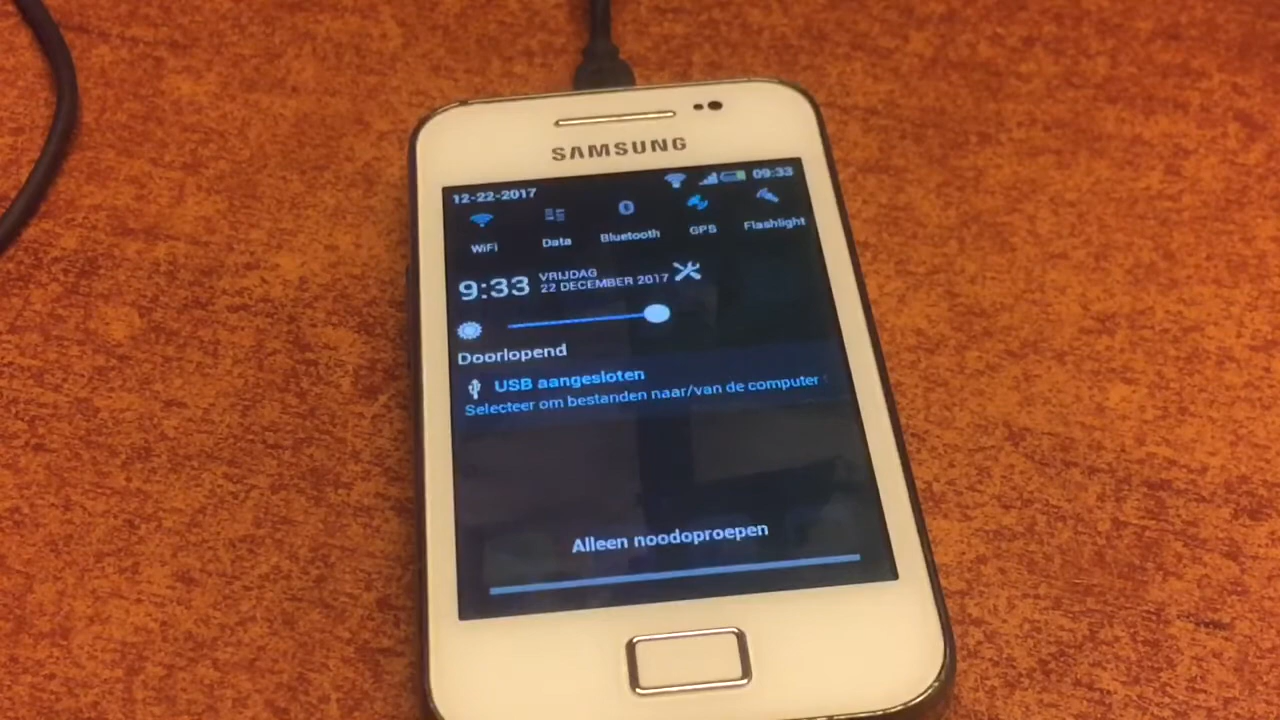 SAMSUNG
12-22-2017 09:33
WiFi Data Bluetooth GPS Flashlight
9:33 VRIJDAG
22 DECEMBER 2017
Doorlopend
USB aangesloten
Selecteer om bestanden naar/van de computer
Alleen noodoproepen